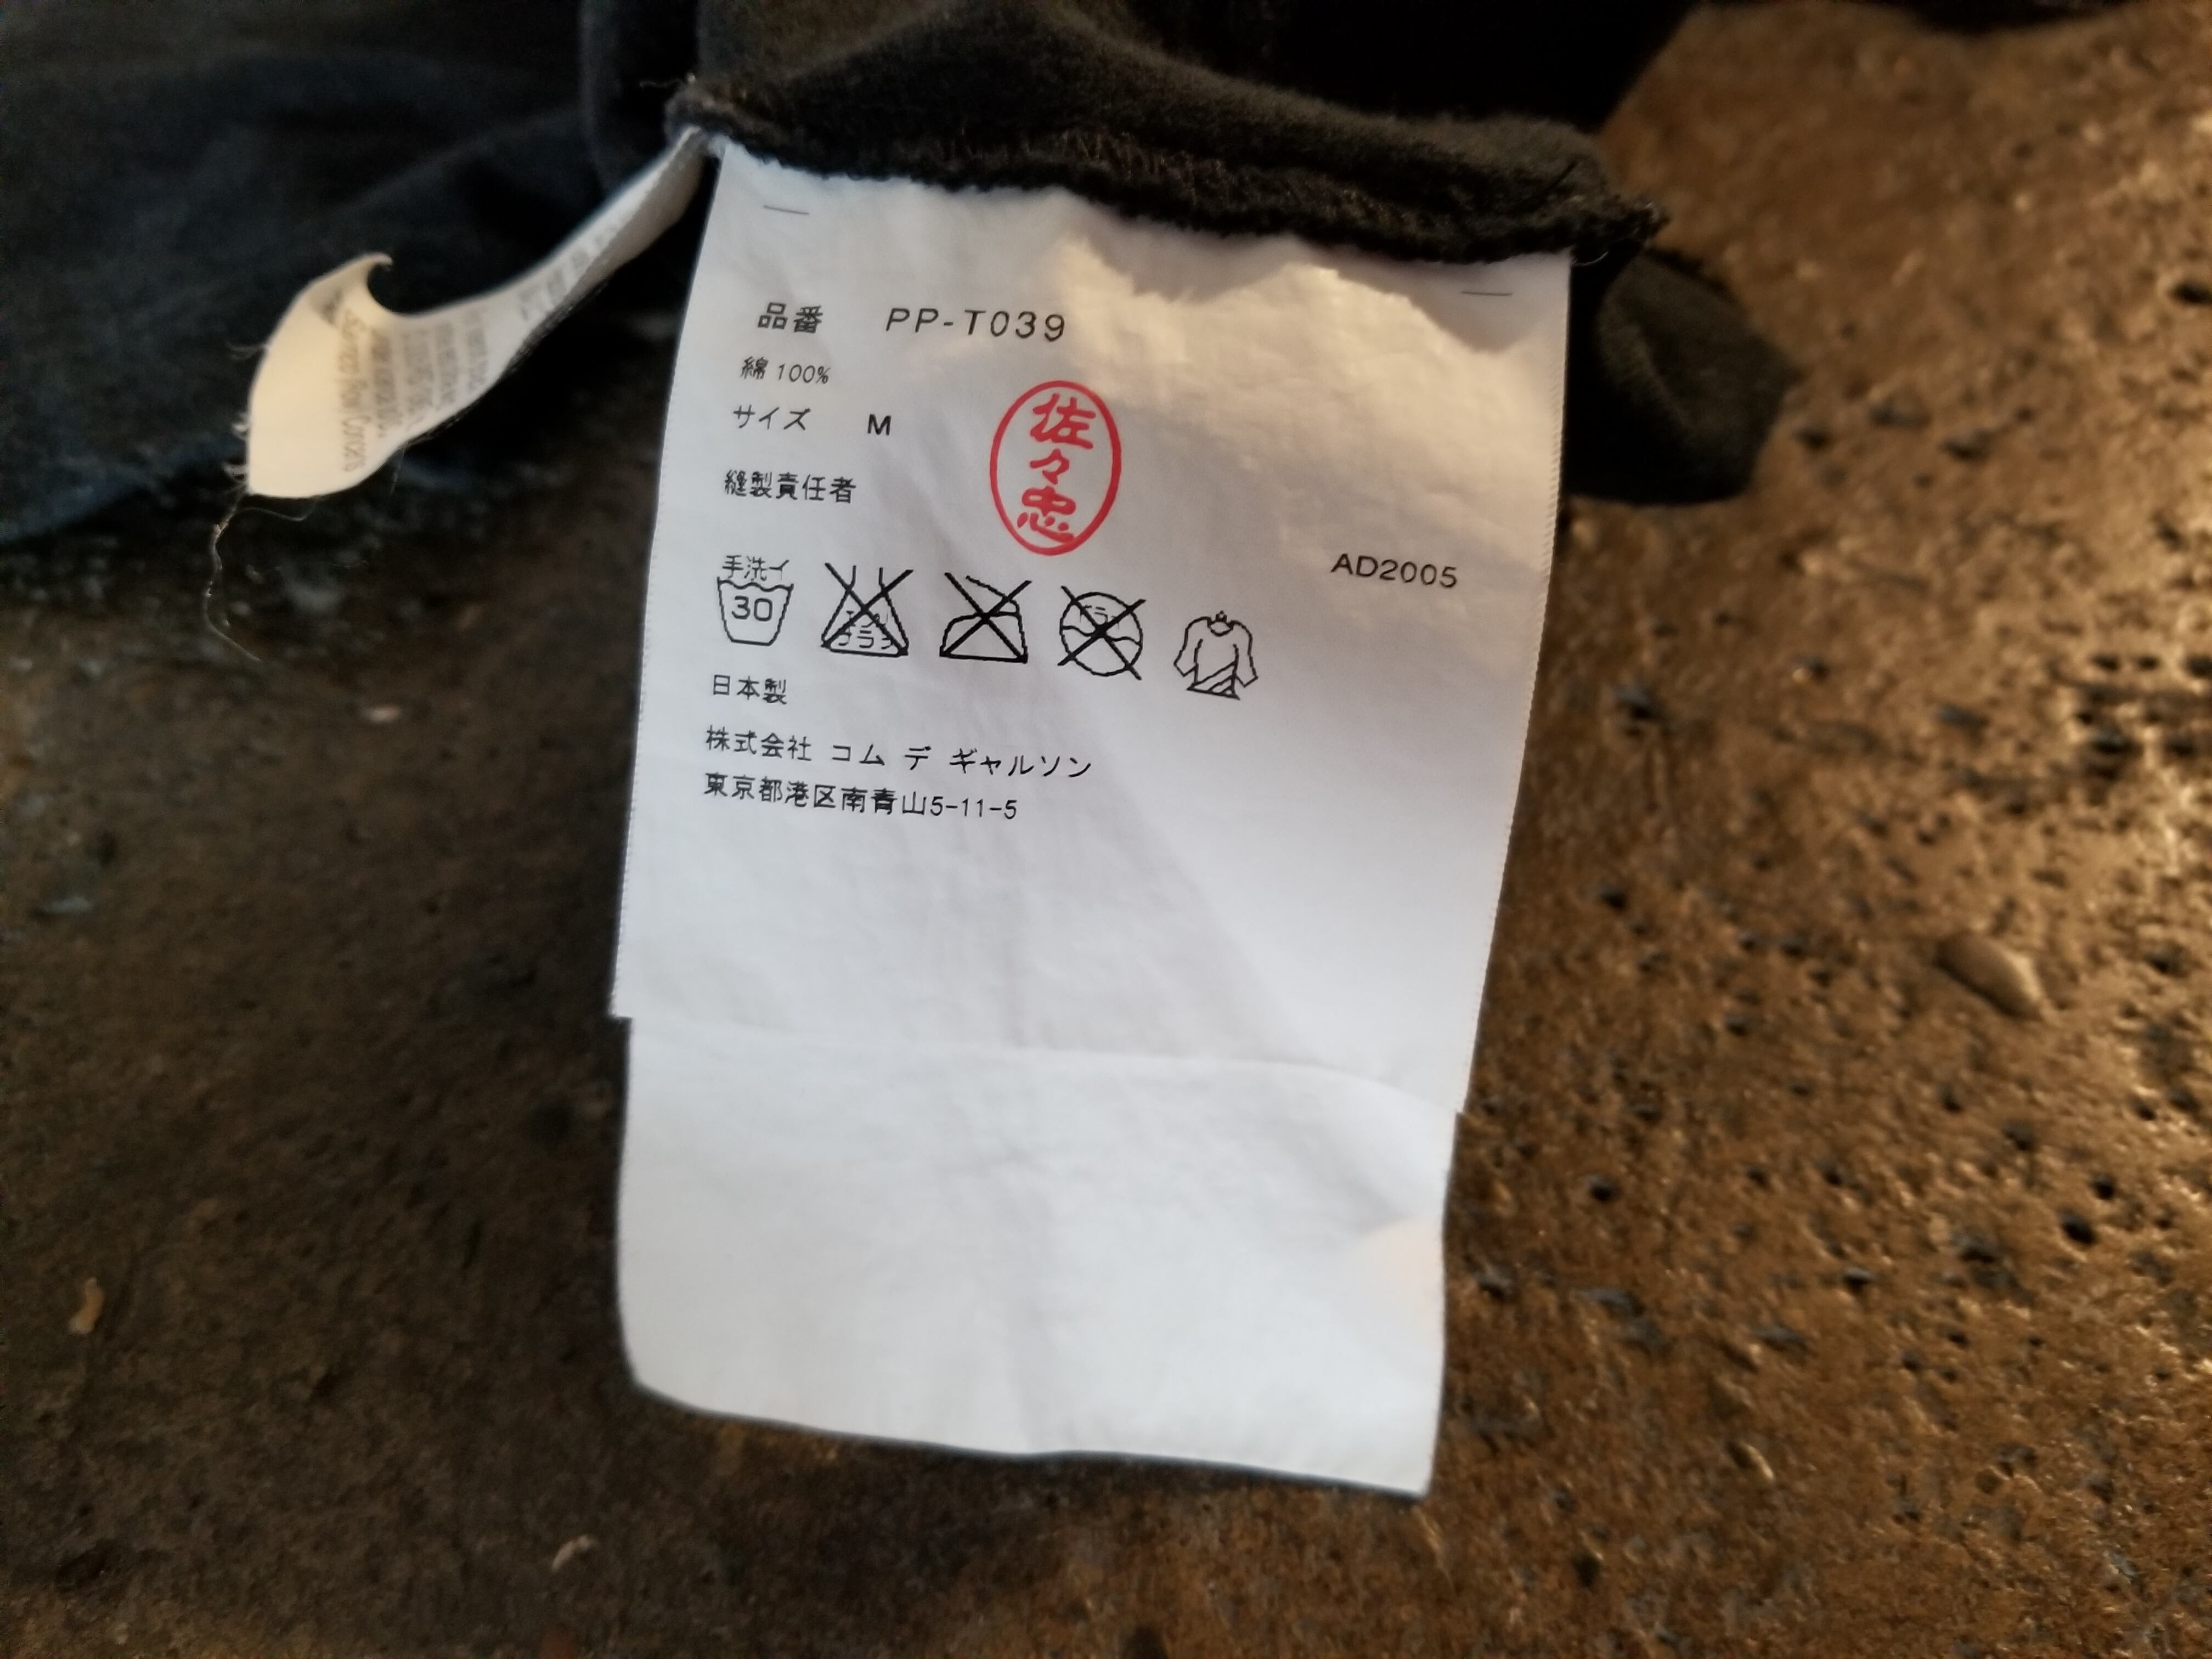 品番 PP-T039
綿 100%
サイズ M
縫製責任者
佐々忠
AD2005
手洗イ
30
日本製
株式会社 コム デ ギャルソン
東京都港区南青山5-11-5